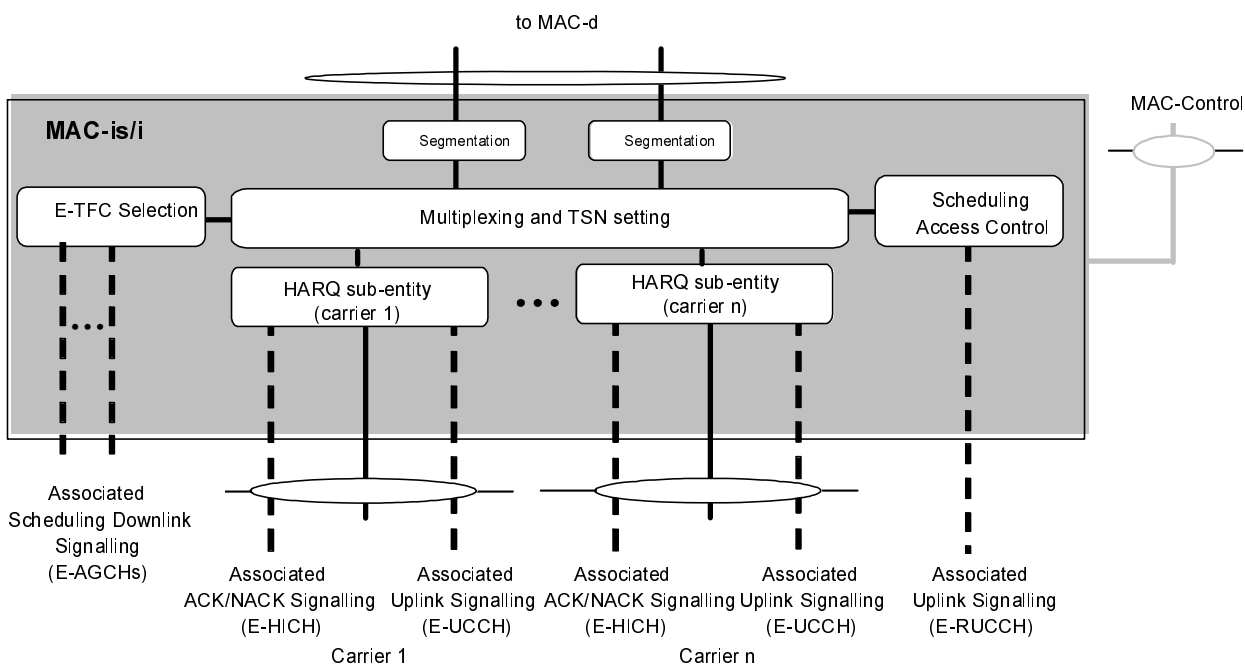 to MAC-d
MAC-Control
MAC-is/i
Segmentation
Segmentation
E-TFC Selection
Multiplexing and TSN setting
Scheduling
Access Control
HARQ sub-entity
(carrier 1)
HARQ sub-entity
(carrier n)
Associated
Scheduling Downlink
Signalling
(E-AGCHs)
Associated
ACK/NACK Signalling
(E-HICH)
Associated
Uplink Signalling
(E-UCCH)
Associated
ACK/NACK Signalling
(E-HICH)
Associated
Uplink Signalling
(E-UCCH)
Associated
Uplink Signalling
(E-RUCCH)
Carrier 1
Carrier n